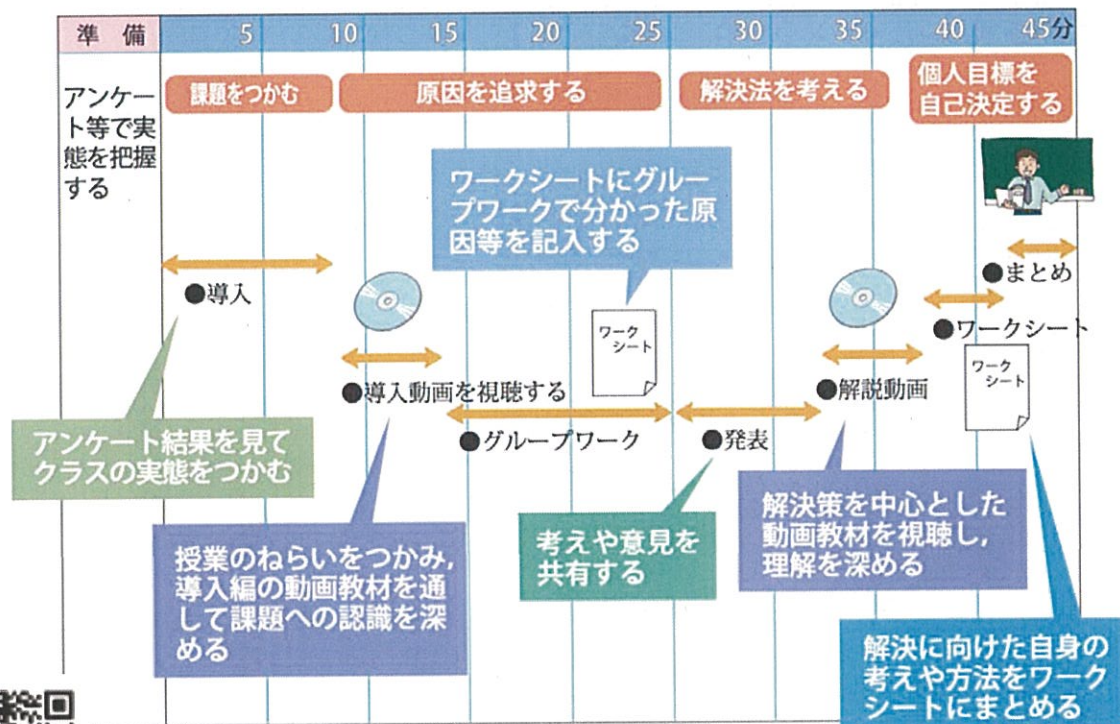 準 備 5 10 15 20 25 30 35 40 45分
アンケー
ト等で実
態を把握
する
課題をつかむ
原因を追求する
解決法を考える
個人目標を
自己決定する
ワークシートにグルー
プワークで分かった原
因等を記入する
●導入
●まとめ
●ワークシート
ワーク
シート
ワーク
シート
●導入動画を視聴する
●解説動画
●グループワーク
●発表
アンケート結果を見て
クラスの実態をつかむ
授業のねらいをつかみ,
導入編の動画教材を通
して課題への認識を深
める
考えや意見を
共有する
解決策を中心とした
動画教材を視聴し,
理解を深める
解決に向けた自身の
考えや方法をワーク
シートにまとめる